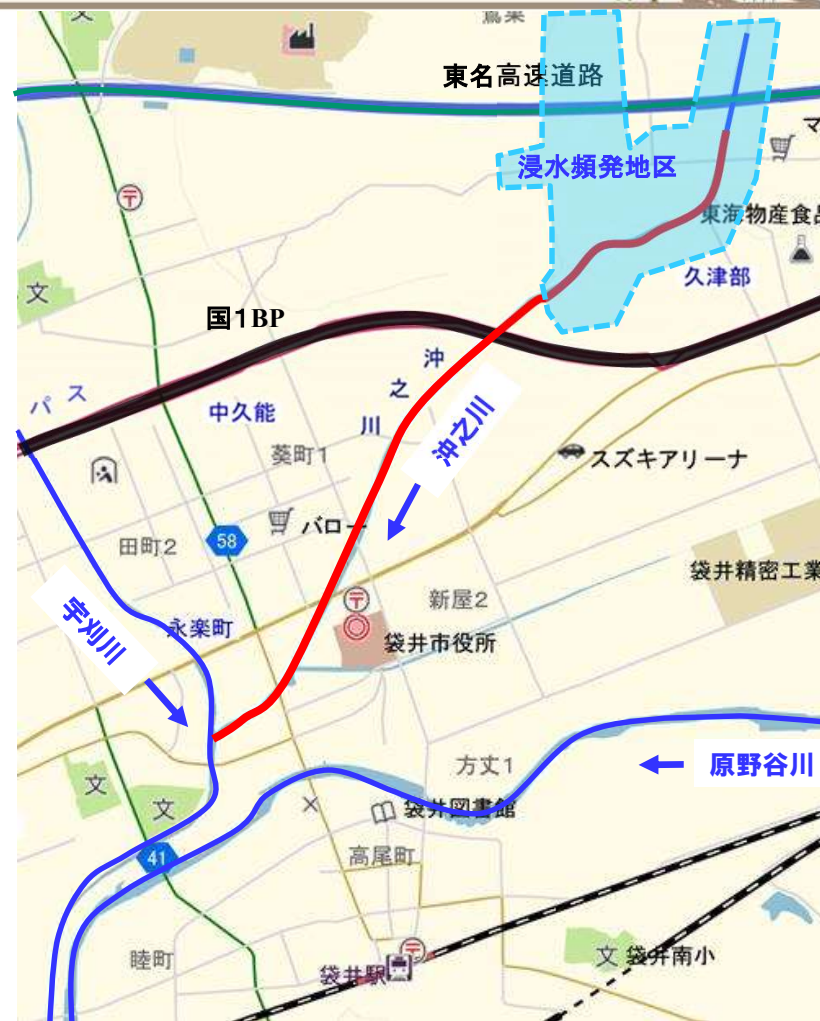 鷲巣
東名高速道路
マ
浸水頻発地区
東海物産食品
久津部
文
国1BP
沖之川
パス
中久能
沖之川
葵町1
スズキアリーナ
バロー
58
田町2
袋井精密工業
新屋2
宇刈川
永楽町
袋井市役所
方丈1
原野谷川
文
文
袋井図書館
41
高尾町
睦町
袋井駅
文 袋井南小